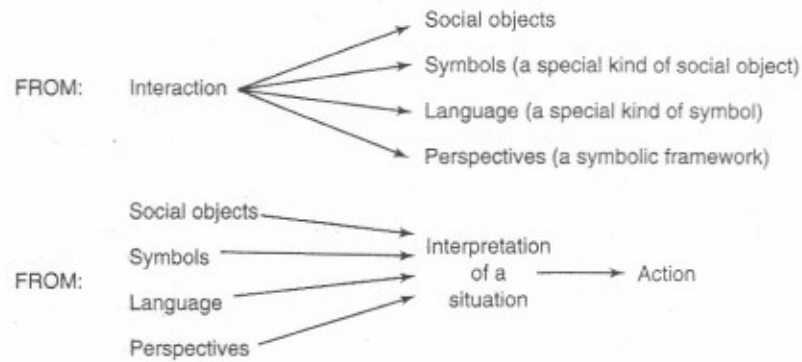 Social objects
Symbols (a special kind of social object)
FROM: Interaction
Language (a special kind of symbol)
Perspectives (a symbolic framework)
Social objects
Symbols
Interpretation
FROM: of a Action
Language situation
Perspectives